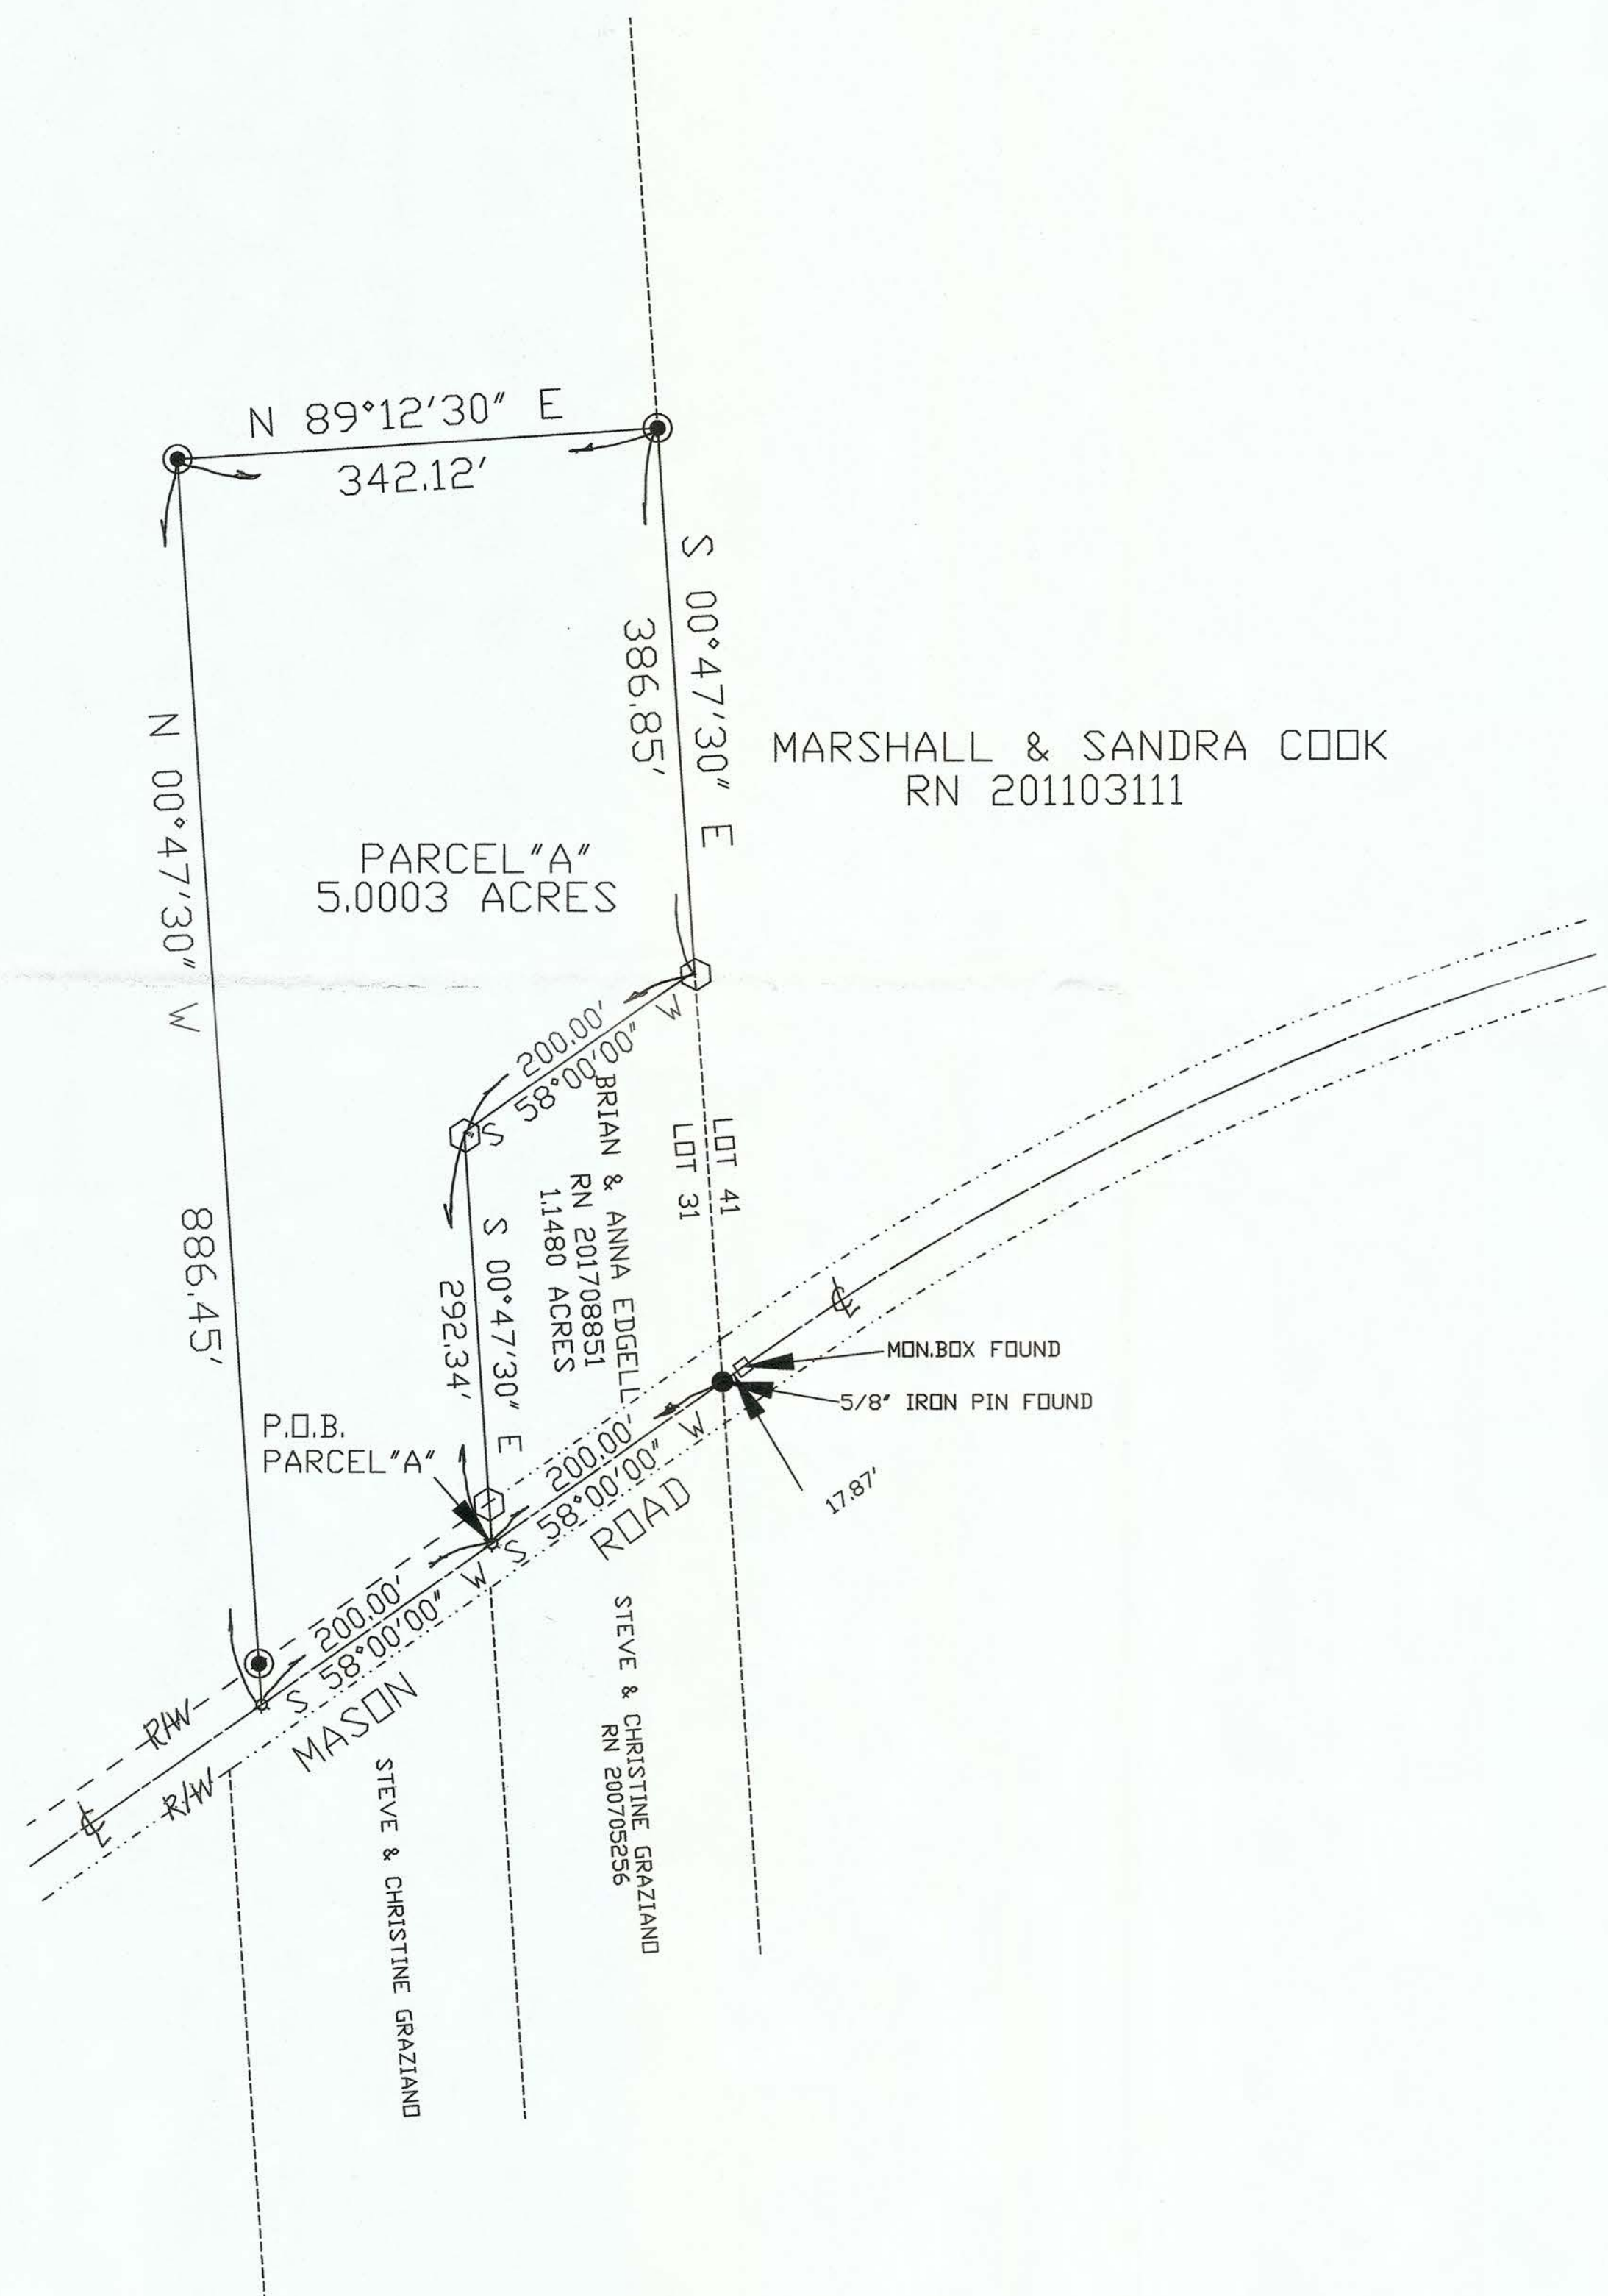 N 89°12'30" E
342.12'
S 00°47'30" E
386.85'
N 00°47'30" W
886.45'
MARSHALL & SANDRA COOK
RN 201103111
PARCEL"A"
5.0003 ACRES
200.00'
S 58°00'00" W
BRIAN & ANNA EDGELL
RN 201708851
1.1480 ACRES
LOT 41
LOT 31
S 00°47'30" E
292.34'
℄
MON.BOX FOUND
5/8" IRON PIN FOUND
17.87'
P.O.B.
PARCEL"A"
200.00'
S 58°00'00" W
200.00'
S 58°00'00" W
MASON ROAD
R/W
R/W
℄
STEVE & CHRISTINE GRAZIANO
RN 200705256
STEVE & CHRISTINE GRAZIANO